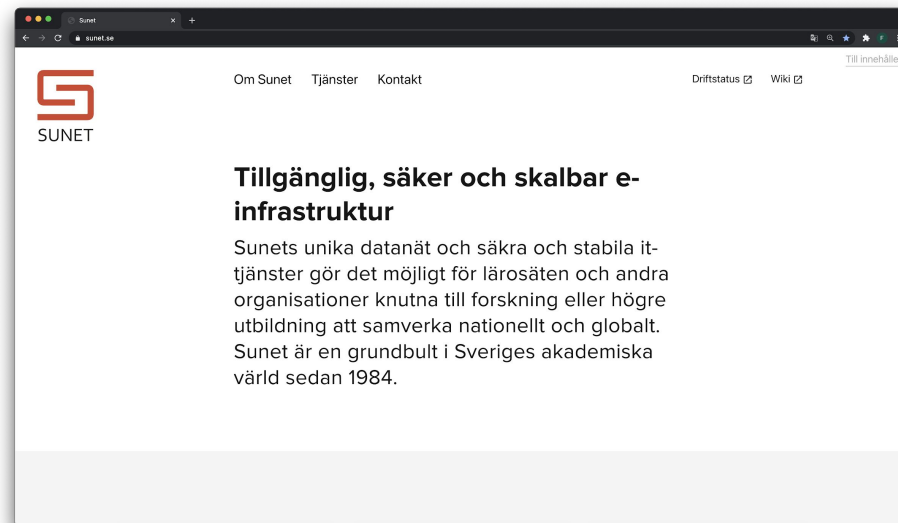 Sunet
sunet.se
Till innehålle
Om Sunet Tjänster Kontakt
Driftstatus Wiki
SUNET
Tillgänglig, säker och skalbar e-
infrastruktur
Sunets unika datanät och säkra och stabila it-
tjänster gör det möjligt för lärosäten och andra
organisationer knutna till forskning eller högre
utbildning att samverka nationellt och globalt.
Sunet är en grundbult i Sveriges akademiska
värld sedan 1984.